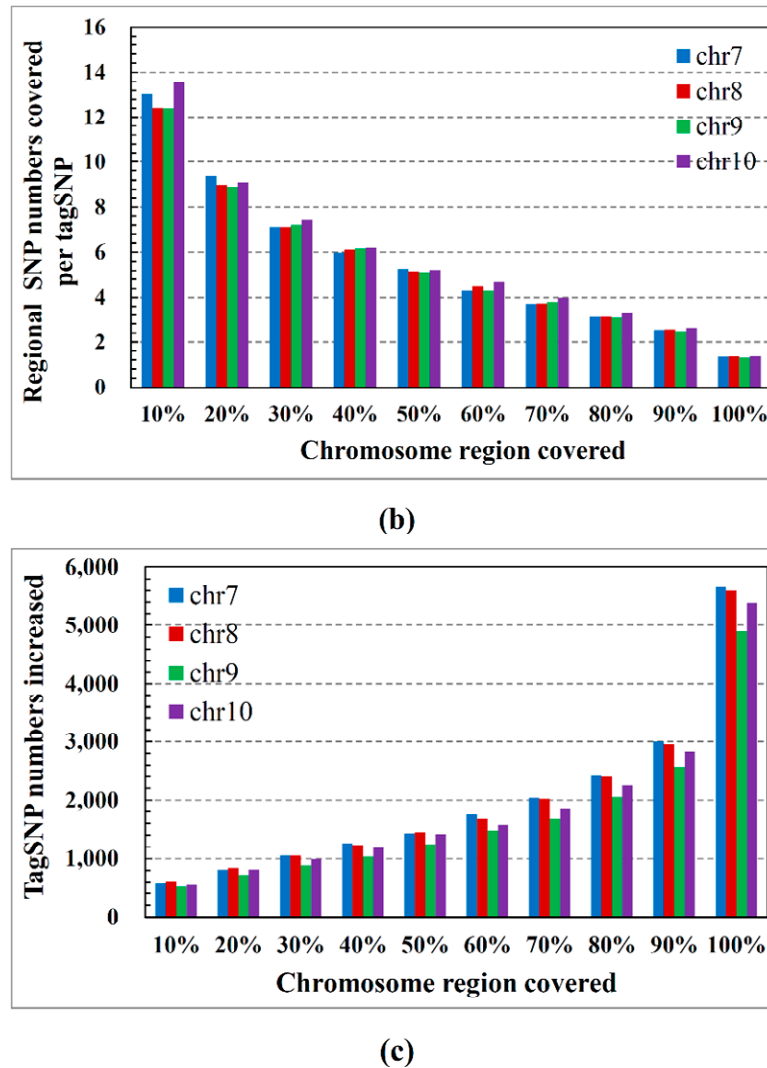 Regional SNP numbers covered
per tagSNP
16
14
12
10
8
6
4
2
0
chr7
chr8
chr9
chr10
10% 20% 30% 40% 50% 60% 70% 80% 90% 100%
Chromosome region covered
(b)
TagSNP numbers increased
6,000
5,000
4,000
3,000
2,000
1,000
0
chr7
chr8
chr9
chr10
10% 20% 30% 40% 50% 60% 70% 80% 90% 100%
Chromosome region covered
(c)